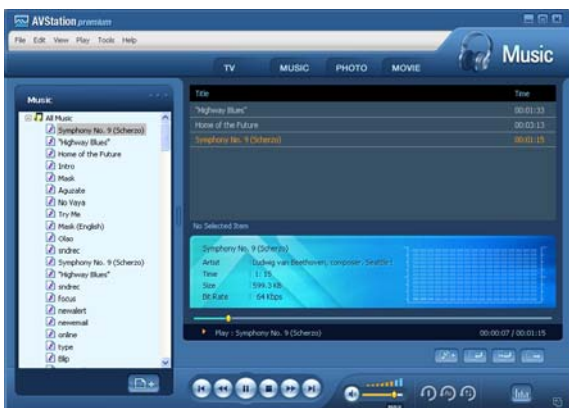 AVStation premium
File Edit View Play Tools Help
Music
TV MUSIC PHOTO MOVIE
Music
All Music
Symphony No. 9 (Scherzo)
"Highway Blues"
Home of the Future
Intro
Mask
Aguzate
No Vaya
Try Me
Mask (English)
Olao
sndrec
Symphony No. 9 (Scherzo)
"Highway Blues"
sndrec
focus
newalert
newemail
online
type
Blip
Title Time
"Highway Blues" 00:01:33
Home of the Future 00:03:13
Symphony No. 9 (Scherzo) 00:01:15
No Selected Item
Symphony No. 9 (Scherzo)
Artist : Ludwig van Beethoven, composer. Seattle
Time : 1:15
Size : 594.3 KB
Bit Rate : 64 Kbps
Play : Symphony No. 9 (Scherzo) 00:00:07 / 00:01:15